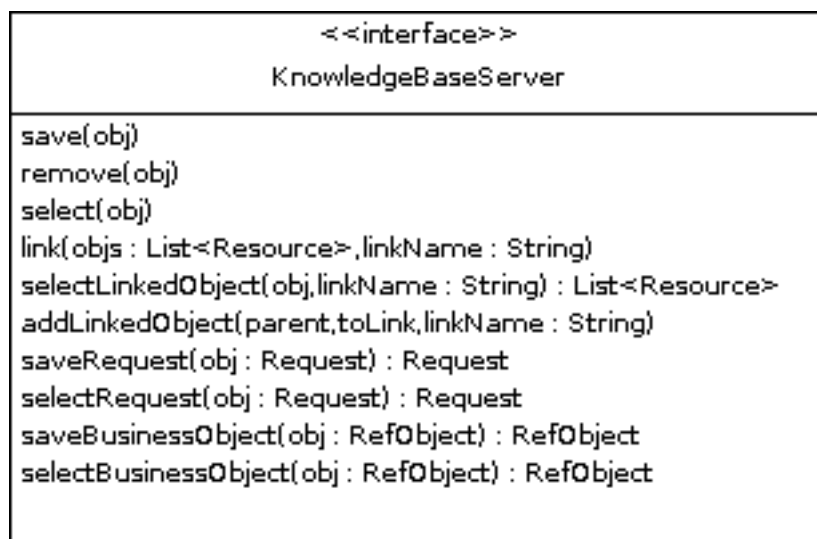 <<interface>>
KnowledgeBaseServer
save(obj)
remove(obj)
select(obj)
link(objs : List<Resource>,linkName : String)
selectLinkedObject(obj,linkName : String) : List<Resource>
addLinkedObject(parent,toLink,linkName : String)
saveRequest(obj : Request) : Request
selectRequest(obj : Request) : Request
saveBusinessObject(obj : RefObject) : RefObject
selectBusinessObject(obj : RefObject) : RefObject